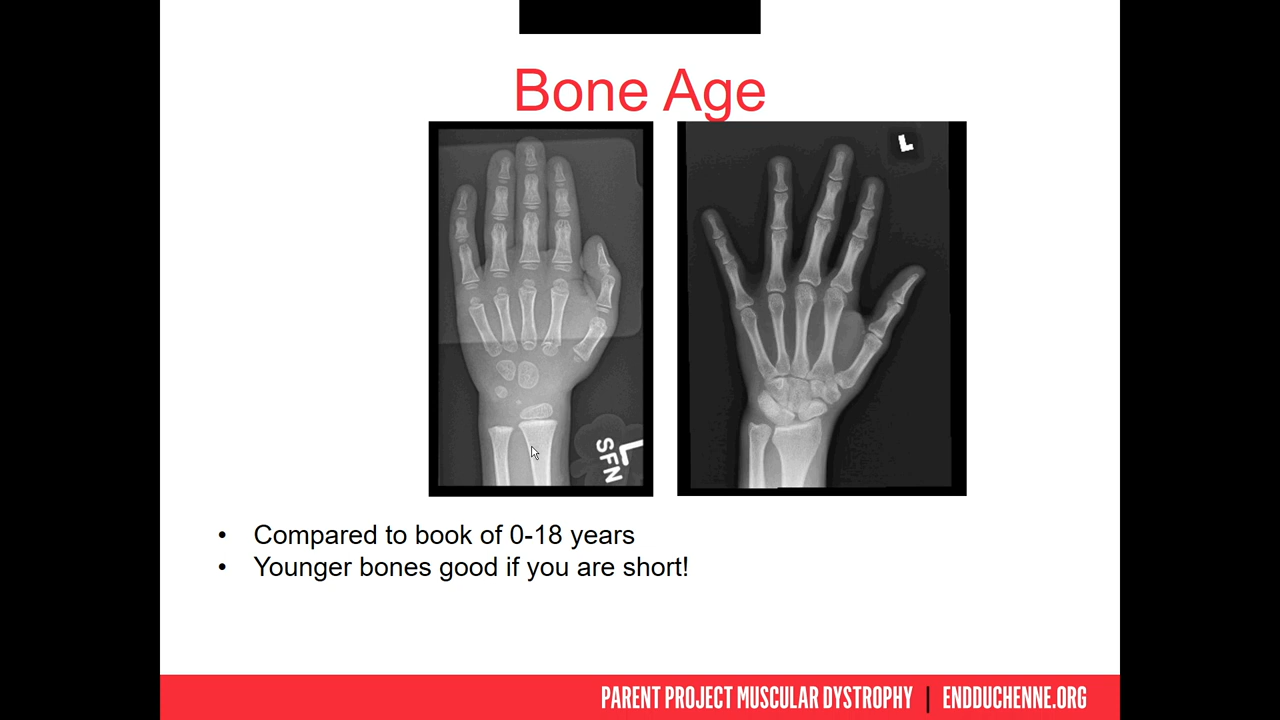 Bone Age
L
L
SFN
• Compared to book of 0-18 years
• Younger bones good if you are short!
PARENT PROJECT MUSCULAR DYSTROPHY | ENDDUCHENNE.ORG